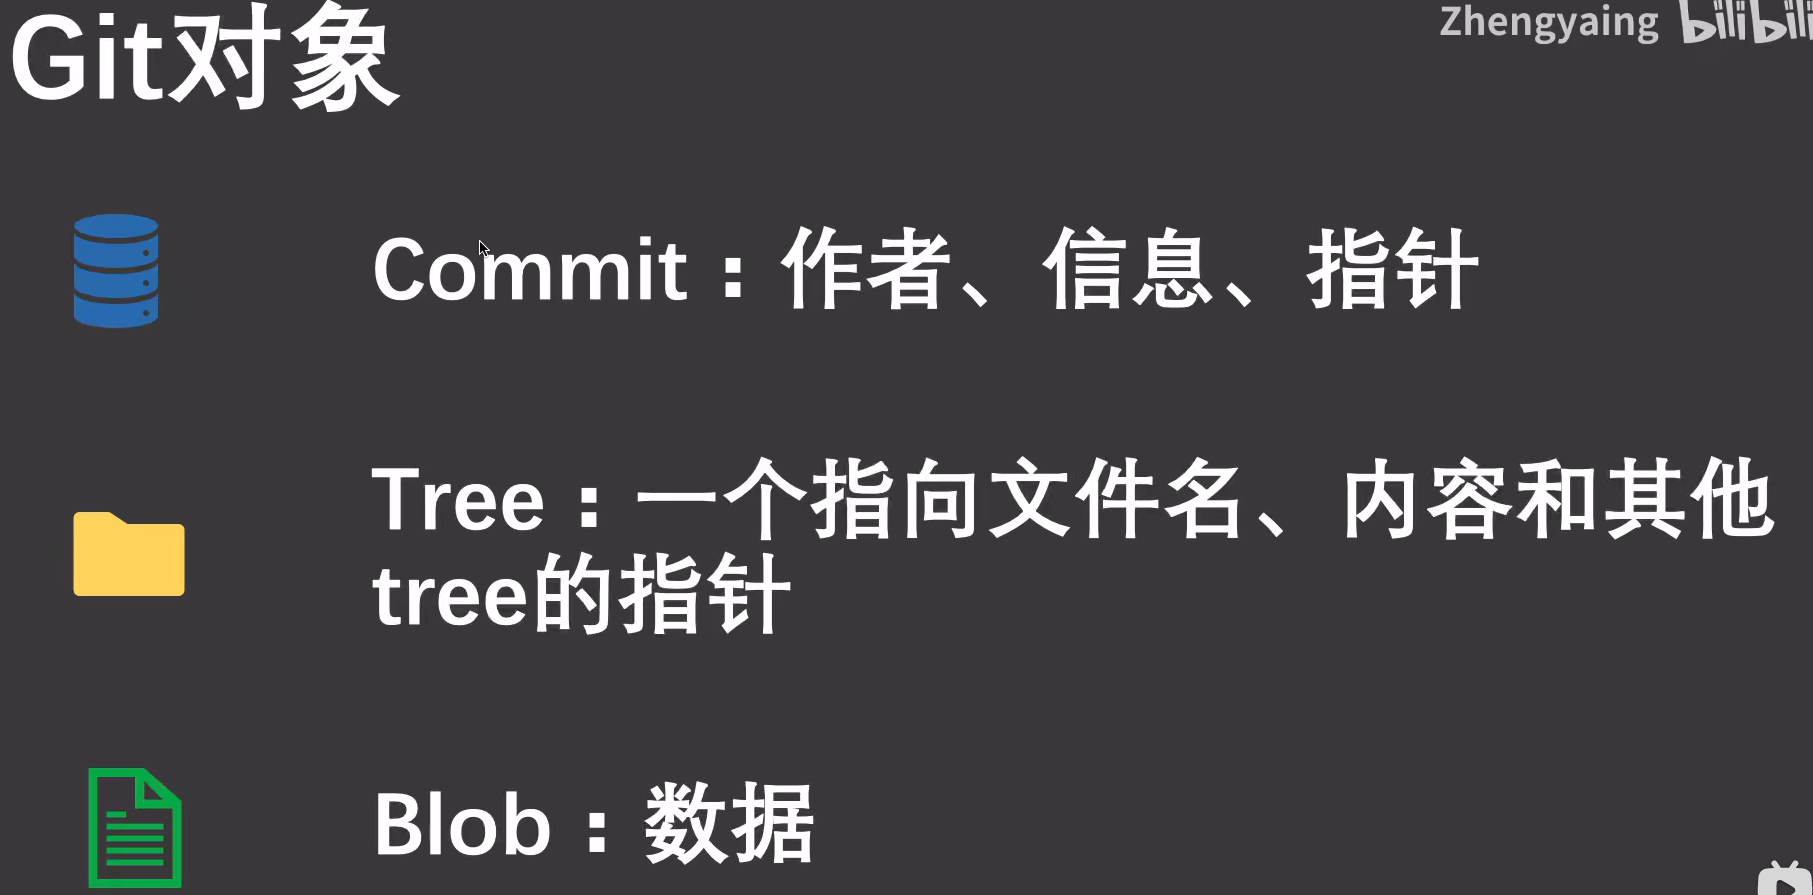 Git对象
Zhengyaing bilibili
Commit：作者、信息、指针
Tree：一个指向文件名、内容和其他
tree的指针
Blob：数据